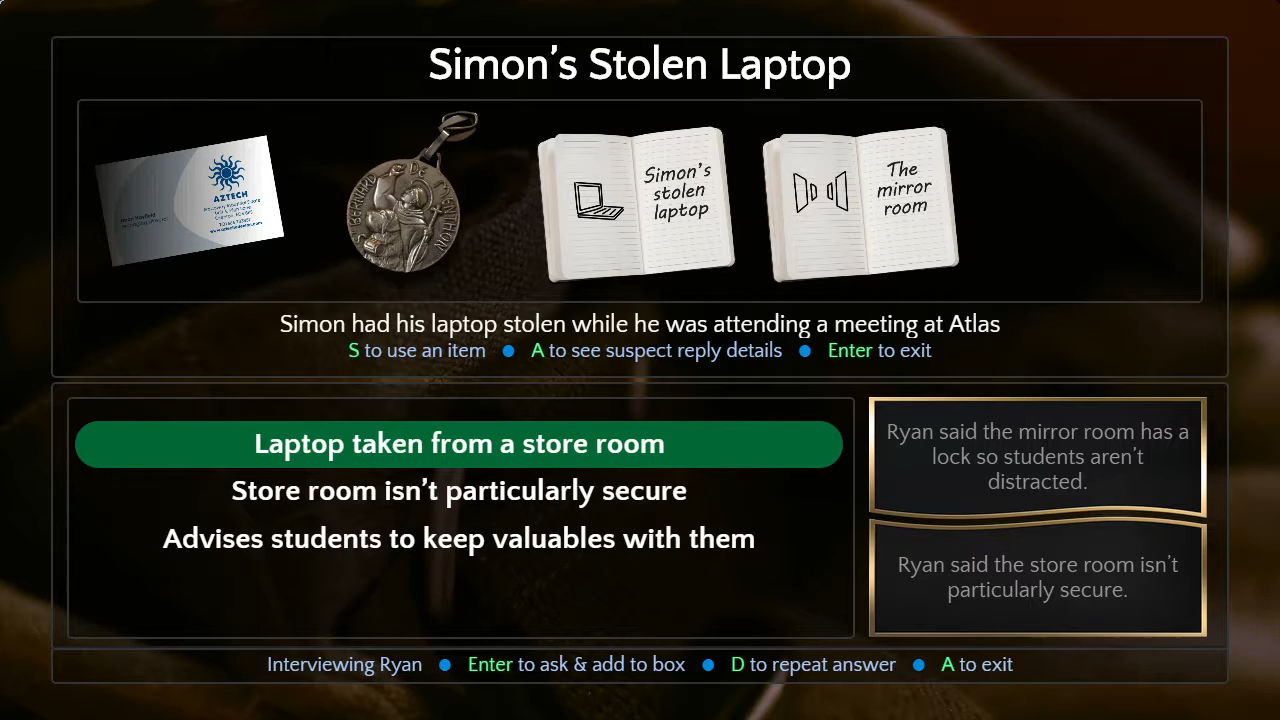 Simon's Stolen Laptop
AZTECH
S. BERNHARD DE MENTHON
Simon's
stolen
laptop
The
mirror
room
Simon had his laptop stolen while he was attending a meeting at Atlas
S to use an item ● A to see suspect reply details ● Enter to exit
Laptop taken from a store room
Store room isn't particularly secure
Advises students to keep valuables with them
Ryan said the mirror room has a
lock so students aren't
distracted.
Ryan said the store room isn't
particularly secure.
Interviewing Ryan ● Enter to ask & add to box ● D to repeat answer ● A to exit